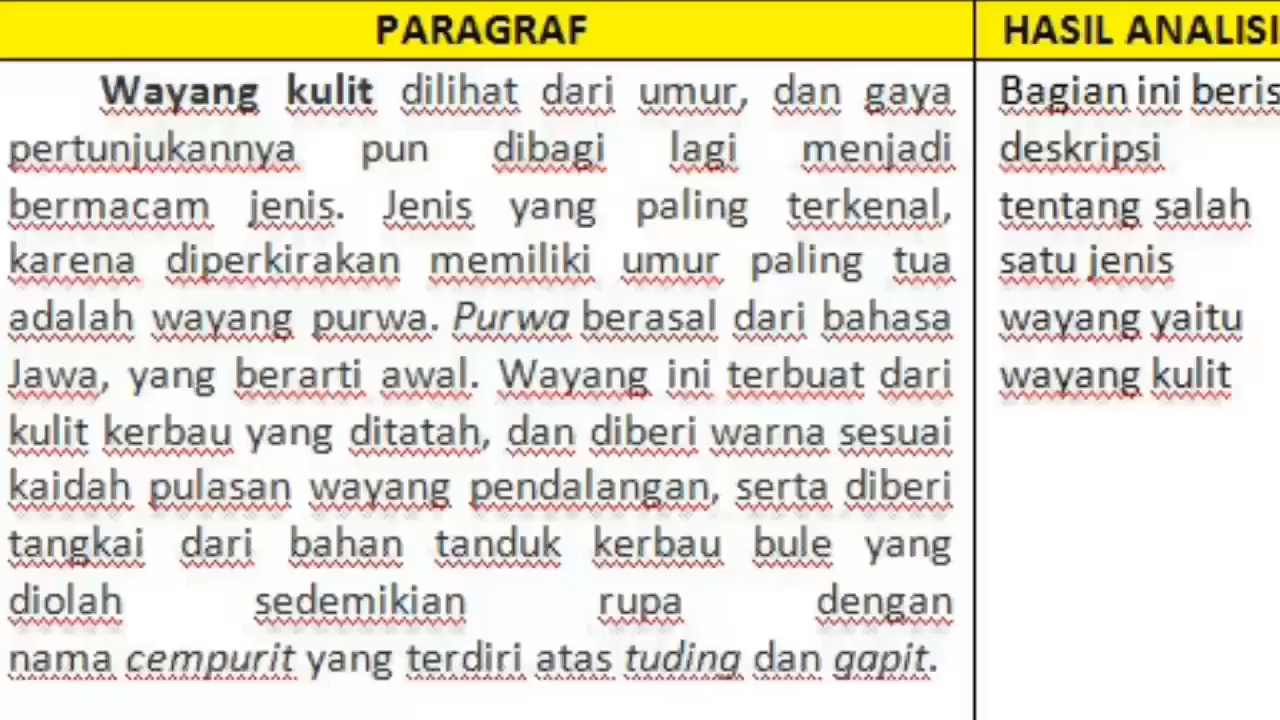 PARAGRAF
Wayang kulit dilihat dari umur, dan gaya
pertunjukannya pun dibagi lagi menjadi
bermacam jenis. Jenis yang paling terkenal,
karena diperkirakan memiliki umur paling tua
adalah wayang purwa. Purwa berasal dari bahasa
Jawa, yang berarti awal. Wayang ini terbuat dari
kulit kerbau yang ditatah, dan diberi warna sesuai
kaidah pulasan wayang pendalangan, serta diberi
tangkai dari bahan tanduk kerbau bule yang
diolah sedemikian rupa dengan
nama cempurit yang terdiri atas tuding dan gapit.
HASIL ANALISI
Bagian ini beris
deskripsi
tentang salah
satu jenis
wayang yaitu
wayang kulit